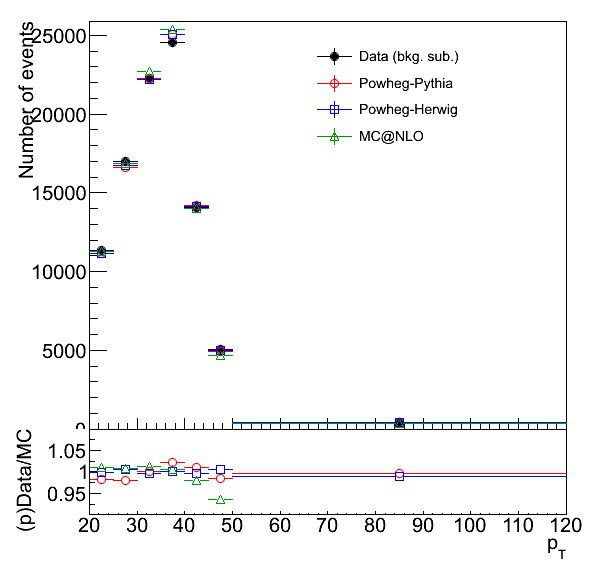 Number of events
25000
20000
15000
10000
5000
0
Data (bkg. sub.)
Powheg-Pythia
Powheg-Herwig
MC@NLO
(p)Data/MC
1.05
1
0.95
20 30 40 50 60 70 80 90 100 110 120
pT